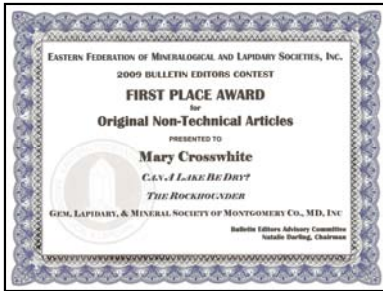 EASTERN FEDERATION OF MINERALOGICAL AND LAPIDARY SOCIETIES, INC.
2009 BULLETIN EDITORS CONTEST
FIRST PLACE AWARD
for
Original Non-Technical Articles
PRESENTED TO
Mary Crosswhite
CAN A LAKE BE DRY?
THE ROCKHOUNDER
GEM, LAPIDARY, & MINERAL SOCIETY OF MONTGOMERY CO., MD, INC
Bulletin Editors Advisory Committee
Natalie Darling, Chairman